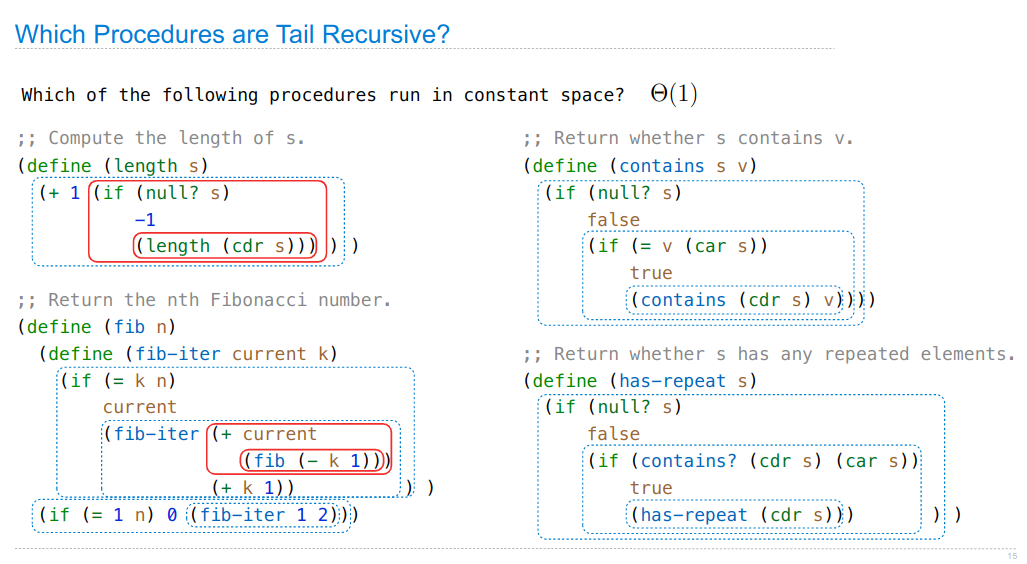 Which Procedures are Tail Recursive?
Which of the following procedures run in constant space? Θ(1)
;; Compute the length of s.
(define (length s)
(+ 1 (if (null? s)
−1
(length (cdr s))) ) )
;; Return the nth Fibonacci number.
(define (fib n)
(define (fib-iter current k)
(if (= k n)
current
(fib-iter (+ current
(fib (- k 1)))
(+ k 1)) ) )
(if (= 1 n) 0 (fib-iter 1 2)))
;; Return whether s contains v.
(define (contains s v)
(if (null? s)
false
(if (= v (car s))
true
(contains (cdr s) v))))
;; Return whether s has any repeated elements.
(define (has-repeat s)
(if (null? s)
false
(if (contains? (cdr s) (car s))
true
(has-repeat (cdr s))) ) )
15